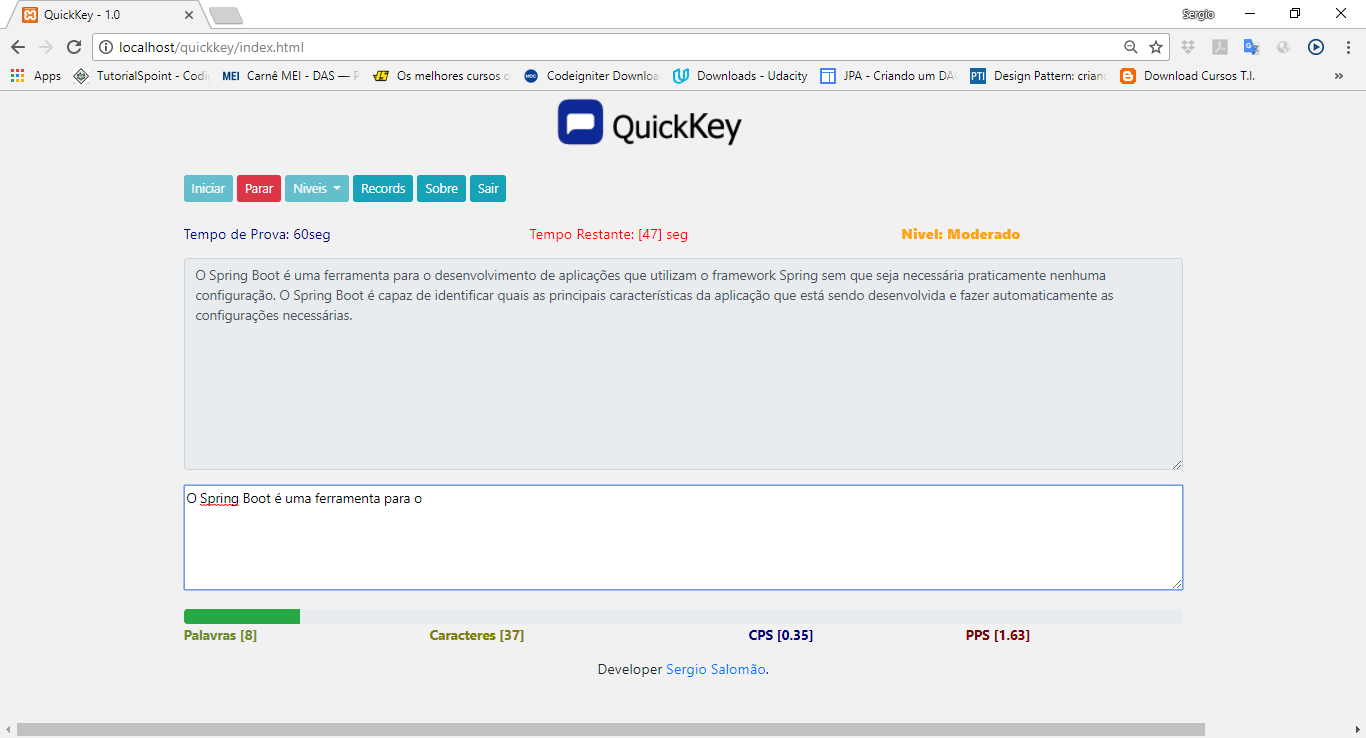 QuickKey - 1.0
Sergio
localhost/quickkey/index.html
Apps TutorialSpoint - Codi MEI Carnê MEI - DAS — P Os melhores cursos Codeigniter Downloa Downloads - Udacity JPA - Criando um DA PTI Design Pattern: crian Download Cursos T.I. »
QuickKey
Iniciar Parar Níveis Records Sobre Sair
Tempo de Prova: 60seg Tempo Restante: [47] seg Nivel: Moderado
O Spring Boot é uma ferramenta para o desenvolvimento de aplicações que utilizam o framework Spring sem que seja necessária praticamente nenhuma
configuração. O Spring Boot é capaz de identificar quais as principais características da aplicação que está sendo desenvolvida e fazer automaticamente as
configurações necessárias.
O Spring Boot é uma ferramenta para o
Palavras [8] Caracteres [37] CPS [0.35] PPS [1.63]
Developer Sergio Salomão.